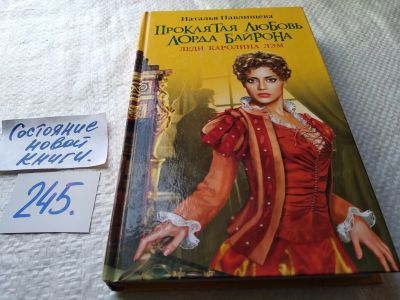 Наталья Павлищева
ПРОКЛЯТАЯ ЛЮБОВЬ
ЛОРДА БАЙРОНА
ЛЕДИ КАРОЛИНА ЛЭМ
Состояние
новой
книги.
245.